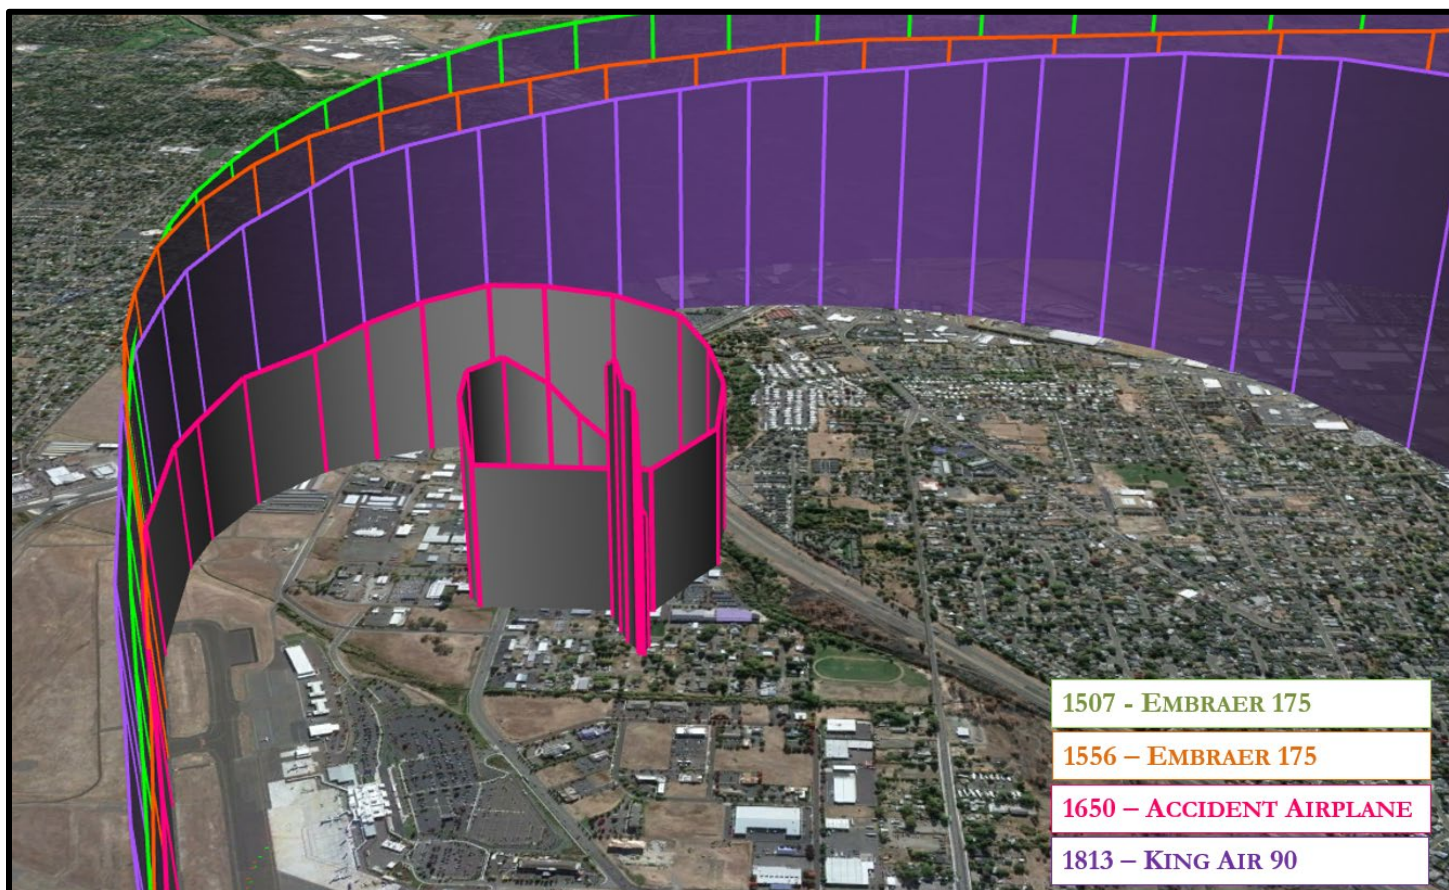 1507 - EMBRAER 175
1556 – EMBRAER 175
1650 – ACCIDENT AIRPLANE
1813 – KING AIR 90